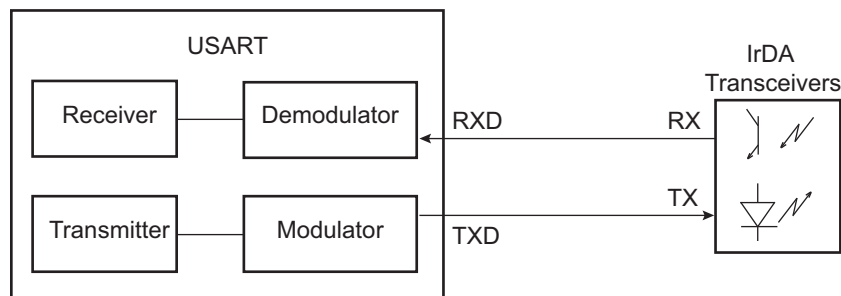 USART
IrDA
Transceivers
Receiver
Demodulator
RXD
RX
Transmitter
Modulator
TXD
TX